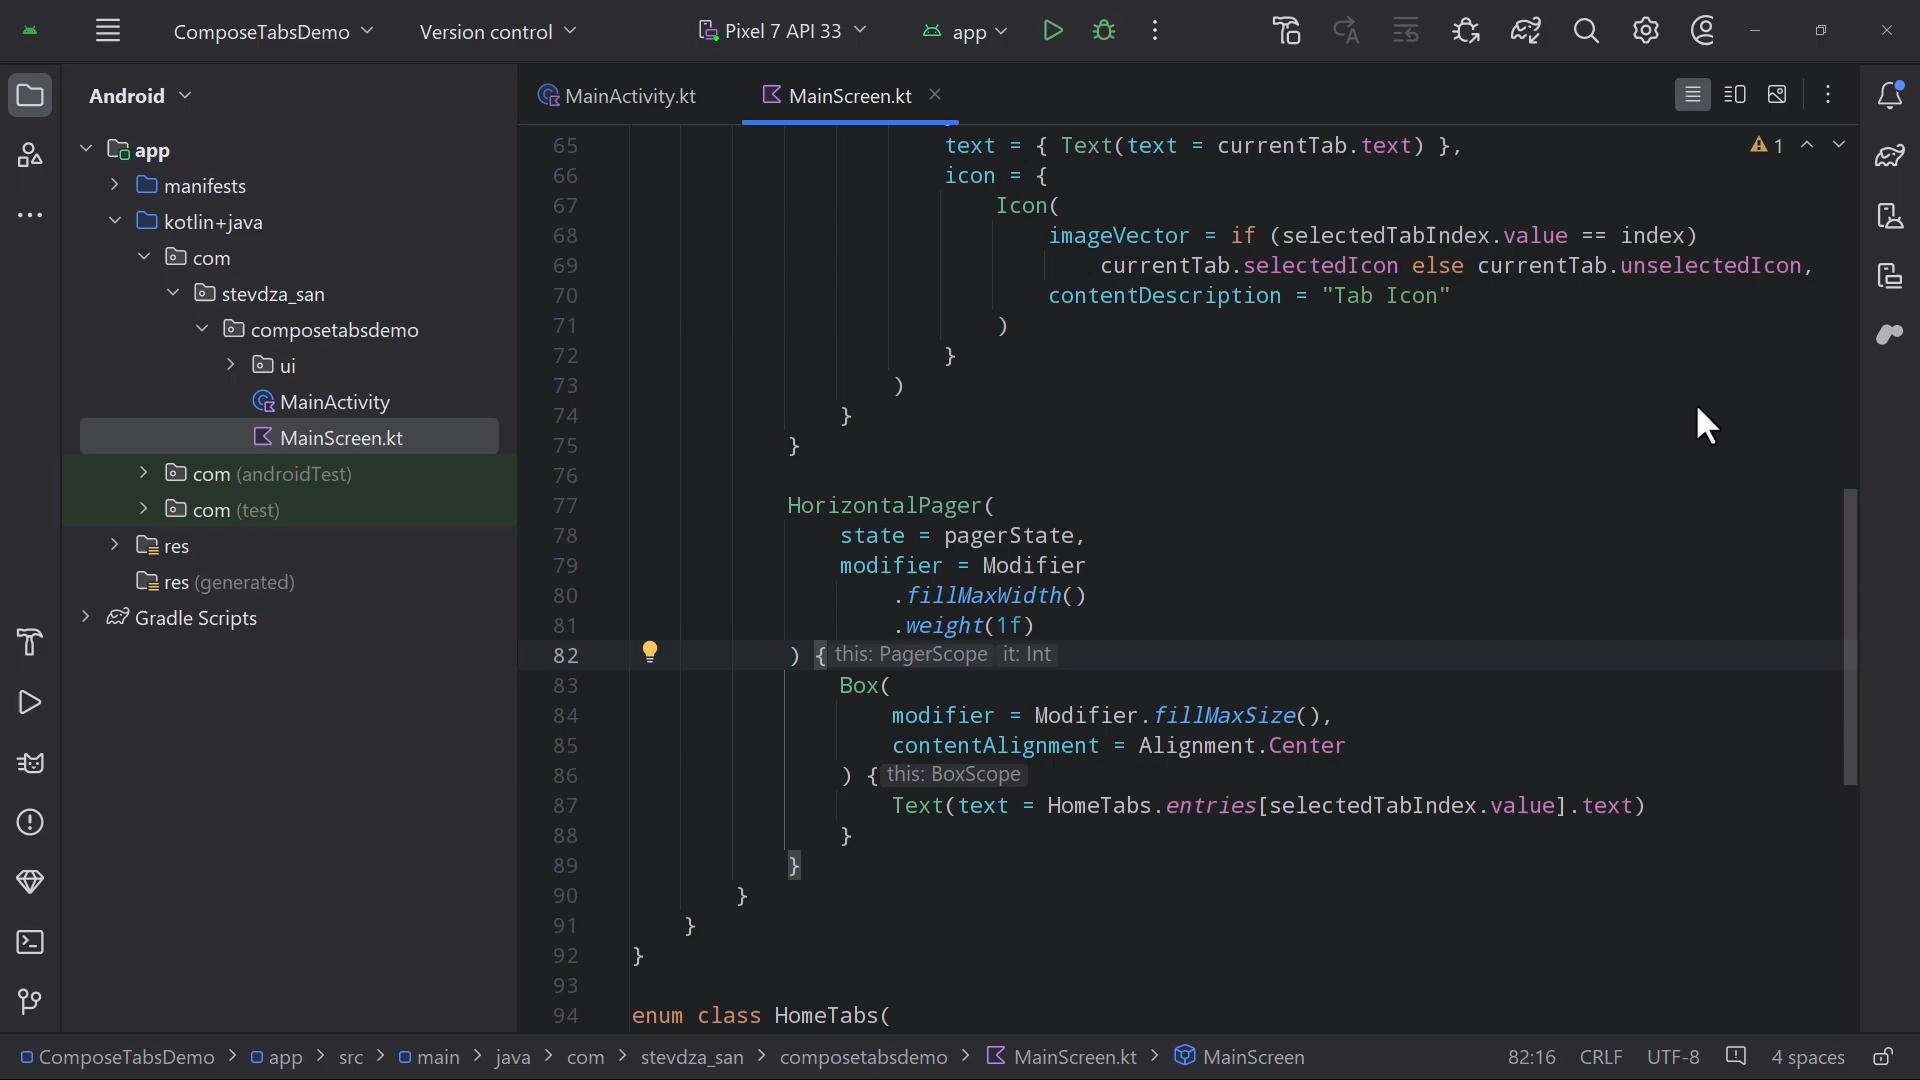 ComposeTabsDemo Version control Pixel 7 API 33 app
Android MainActivity.kt MainScreen.kt
app
manifests
kotlin+java
com
stevdza_san
composetabsdemo
ui
MainActivity
MainScreen.kt
com (androidTest)
com (test)
res
res (generated)
Gradle Scripts
1
65 text = { Text(text = currentTab.text) },
66 icon = {
67 Icon(
68 imageVector = if (selectedTabIndex.value == index)
69 currentTab.selectedIcon else currentTab.unselectedIcon,
70 contentDescription = "Tab Icon"
71 )
72 }
73 )
74 }
75 }
76
77 HorizontalPager(
78 state = pagerState,
79 modifier = Modifier
80 .fillMaxWidth()
81 .weight(1f)
82 ) { this: PagerScope it: Int
83 Box(
84 modifier = Modifier.fillMaxSize(),
85 contentAlignment = Alignment.Center
86 ) { this: BoxScope
87 Text(text = HomeTabs.entries[selectedTabIndex.value].text)
88 }
89 }
90 }
91 }
92 }
93
94 enum class HomeTabs(
ComposeTabsDemo > app > src > main > java > com > stevdza_san > composetabsdemo > MainScreen.kt > MainScreen 82:16 CRLF UTF-8 4 spaces